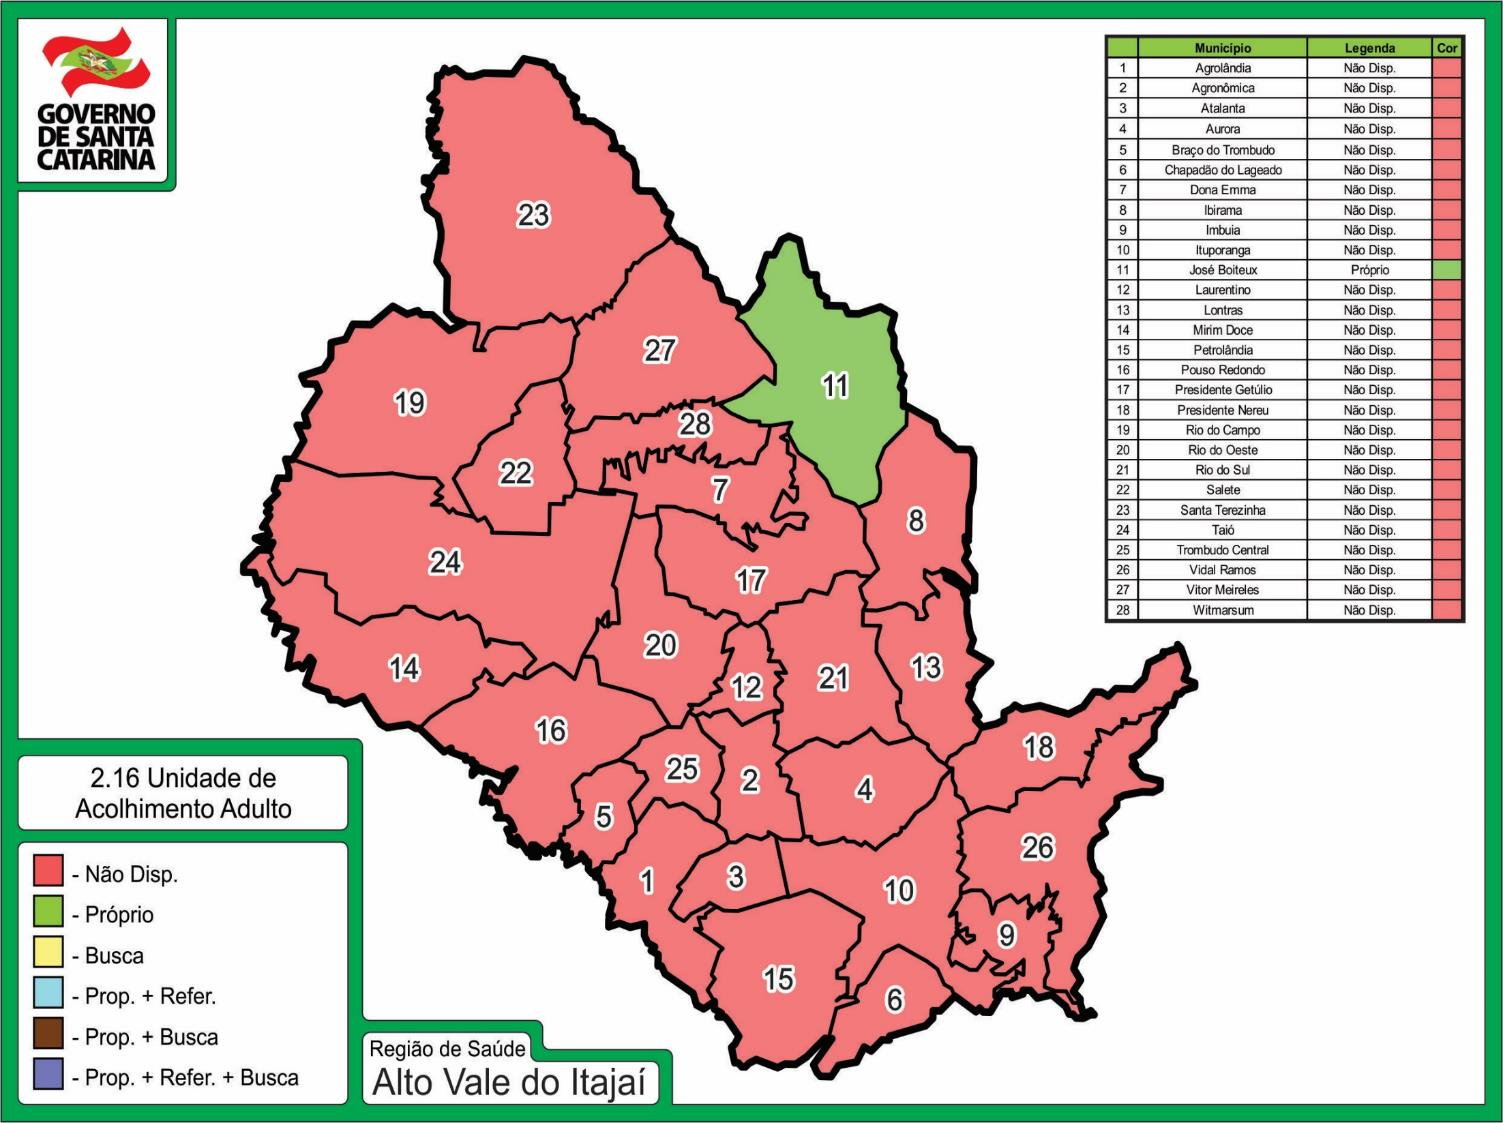 GOVERNO
DE SANTA
CATARINA
Município Legenda Cor
1 Agrolândia Não Disp.
2 Agronômica Não Disp.
3 Atalanta Não Disp.
4 Aurora Não Disp.
5 Braço do Trombudo Não Disp.
6 Chapadão do Lageado Não Disp.
7 Dona Emma Não Disp.
8 Ibirama Não Disp.
9 Imbuia Não Disp.
10 Ituporanga Não Disp.
11 José Boiteux Próprio
12 Laurentino Não Disp.
13 Lontras Não Disp.
14 Mirim Doce Não Disp.
15 Petrolândia Não Disp.
16 Pouso Redondo Não Disp.
17 Presidente Getúlio Não Disp.
18 Presidente Nereu Não Disp.
19 Rio do Campo Não Disp.
20 Rio do Oeste Não Disp.
21 Rio do Sul Não Disp.
22 Salete Não Disp.
23 Santa Terezinha Não Disp.
24 Taió Não Disp.
25 Trombudo Central Não Disp.
26 Vidal Ramos Não Disp.
27 Vitor Meireles Não Disp.
28 Witmarsum Não Disp.
23
27
11
19
28
22
7
8
24
17
20
14
12
21
13
16
18
25
2
4
5
26
1
3
10
9
15
6
2.16 Unidade de
Acolhimento Adulto
- Não Disp.
- Próprio
- Busca
- Prop. + Refer.
- Prop. + Busca
- Prop. + Refer. + Busca
Região de Saúde
Alto Vale do Itajaí